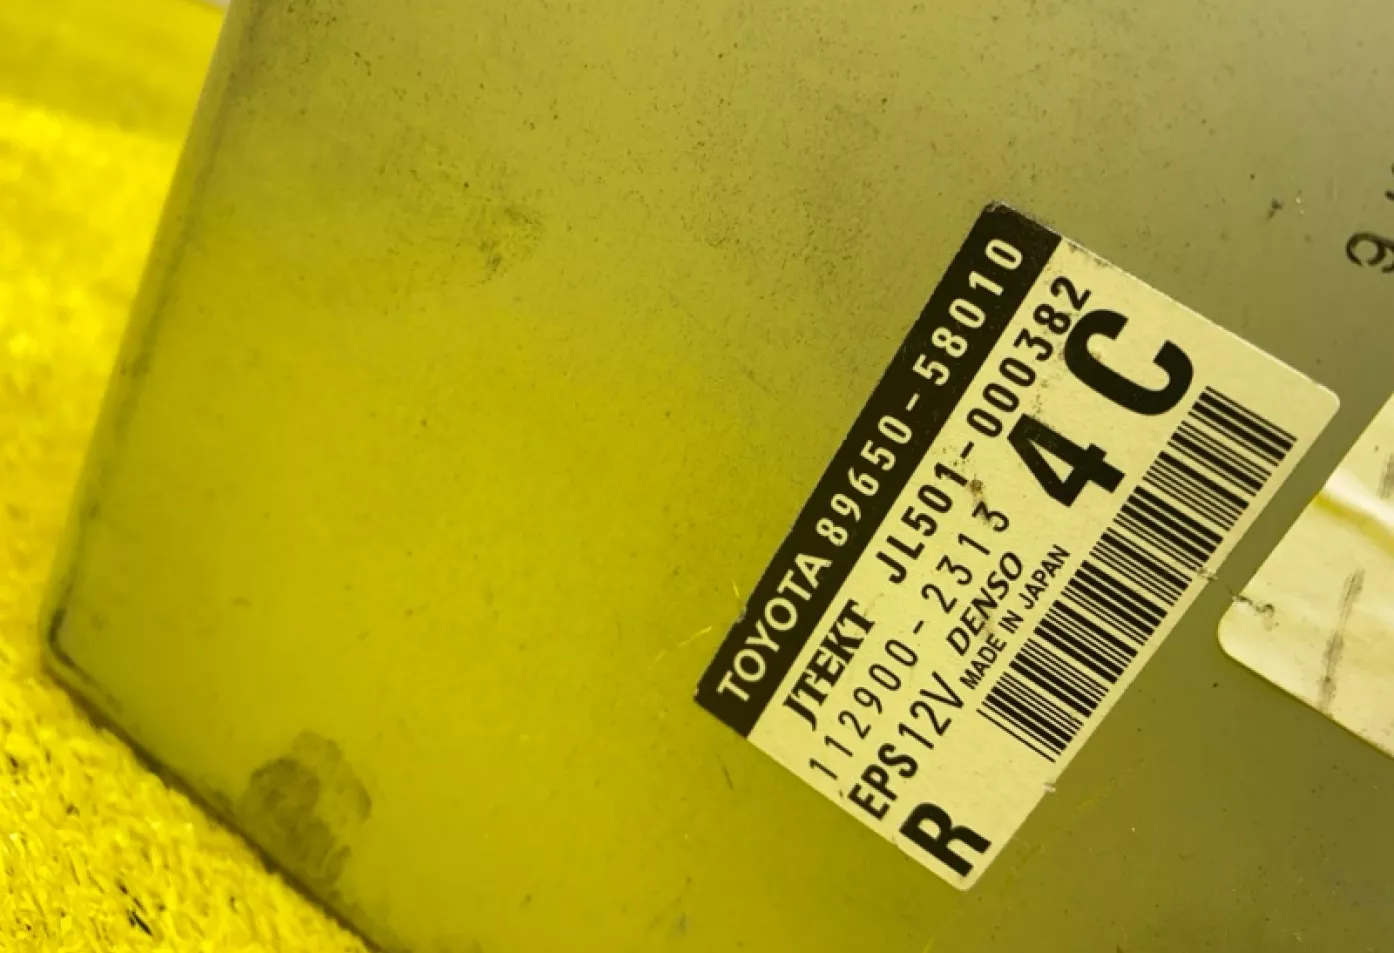 TOYOTA 89650-58010
JTEKT JL501-000382
112900-2313
4C
EPS12V DENSO
MADE IN JAPAN
R